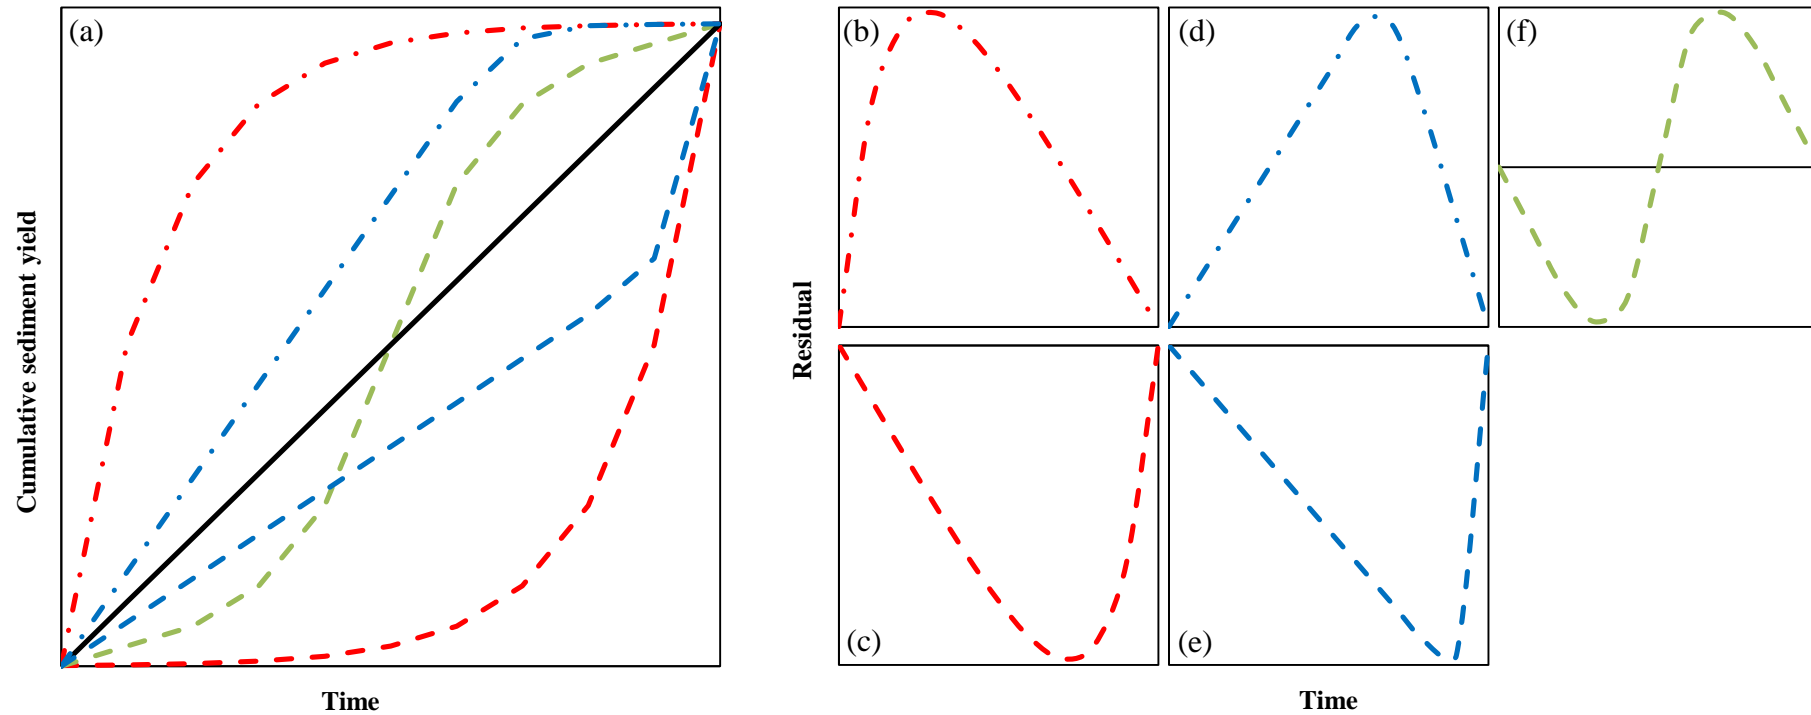 (a)
Cumulative sediment yield
Time
(b)
(d)
(f)
Residual
(c)
(e)
Time